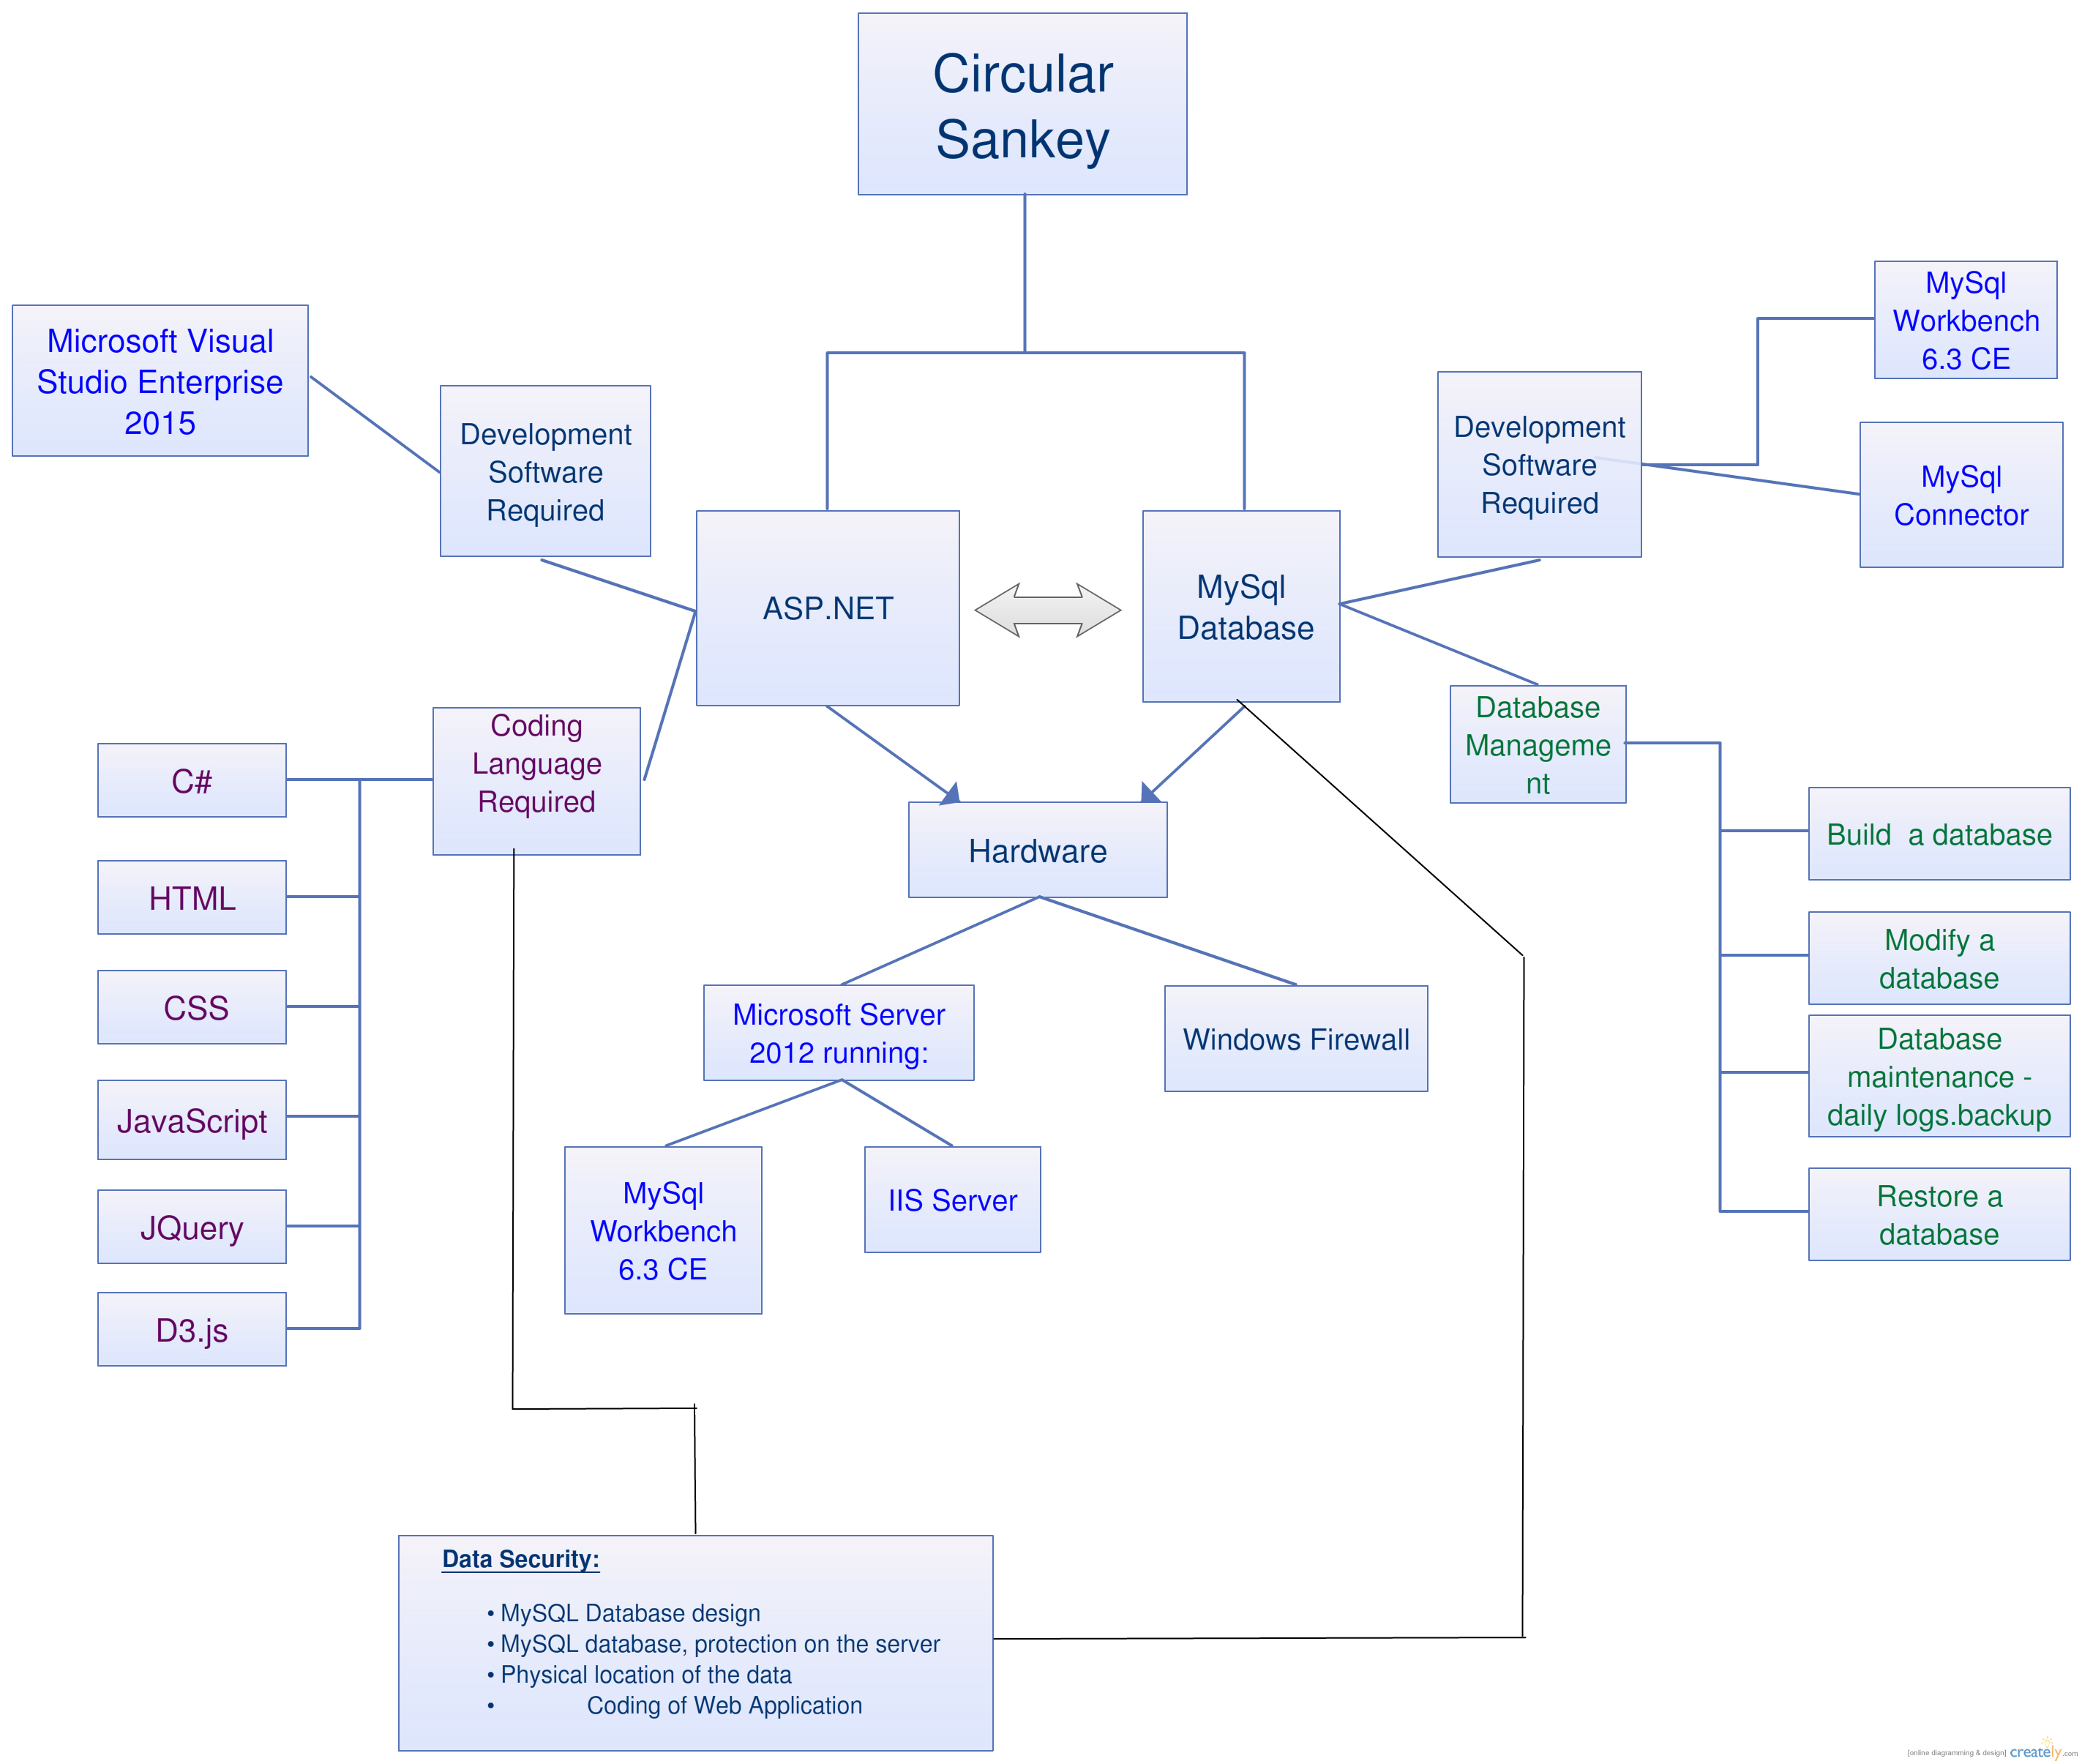 Circular
Sankey
Microsoft Visual
Studio Enterprise
2015
Development
Software
Required
ASP.NET
MySql
Database
Development
Software
Required
MySql
Workbench
6.3 CE
MySql
Connector
Coding
Language
Required
C#
HTML
CSS
JavaScript
JQuery
D3.js
Hardware
Microsoft Server
2012 running:
Windows Firewall
MySql
Workbench
6.3 CE
IIS Server
Database
Manageme
nt
Build  a database
Modify a
database
Database
maintenance -
daily logs.backup
Restore a
database
Data Security:
• MySQL Database design
• MySQL database, protection on the server
• Physical location of the data
• Coding of Web Application
[online diagramming & design] creately.com